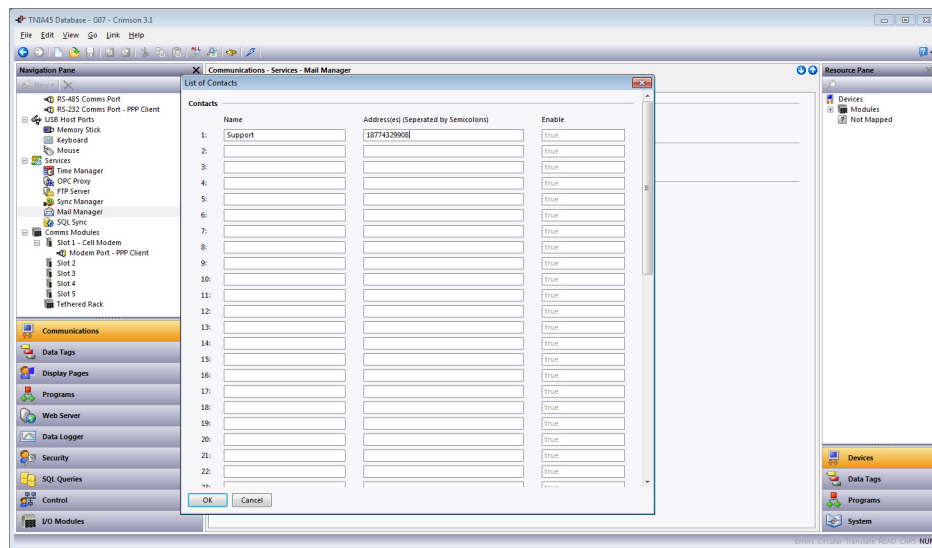 TNIA45 Database - G07 - Crimson 3.1
File Edit View Go Link Help
Navigation Pane
Communications - Services - Mail Manager
Resource Pane
New
RS-485 Comms Port
RS-232 Comms Port - PPP Client
USB Host Ports
Memory Stick
Keyboard
Mouse
Services
Time Manager
OPC Proxy
FTP Server
Sync Manager
Mail Manager
SQL Sync
Comms Modules
Slot 1 - Cell Modem
Modem Port - PPP Client
Slot 2
Slot 3
Slot 4
Slot 5
Tethered Rack
Communications
Data Tags
Display Pages
Programs
Web Server
Data Logger
Security
SQL Queries
Control
I/O Modules
List of Contacts
Contacts
Name Address(es) (Seperated by Semicolons) Enable
1: Support 18774329908 true
2: true
3: true
4: true
5: true
6: true
7: true
8: true
9: true
10: true
11: true
12: true
13: true
14: true
15: true
16: true
17: true
18: true
19: true
20: true
21: true
22: true
OK Cancel
Devices
Modules
Not Mapped
Devices
Data Tags
Programs
System
Errors Circular Translate READ CAPS NUM